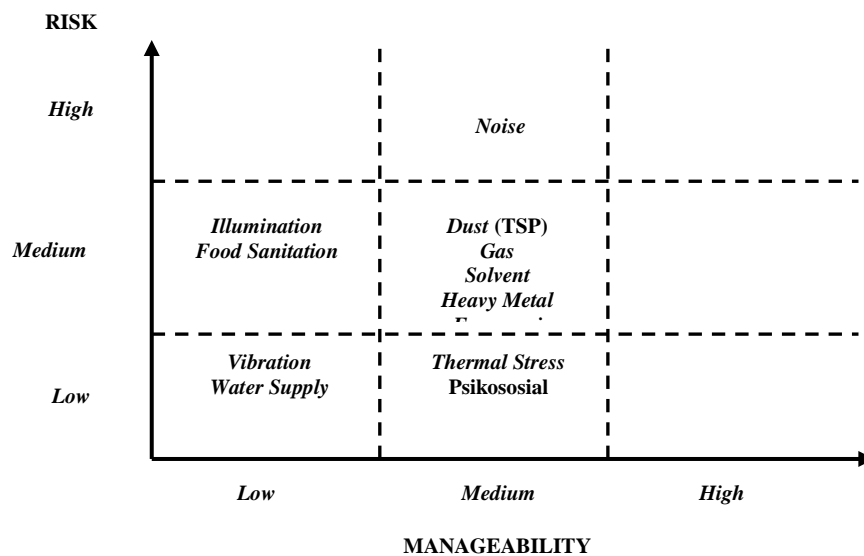 RISK
High
Noise
Medium
Illumination
Food Sanitation
Dust (TSP)
Gas
Solvent
Heavy Metal
Low
Vibration
Water Supply
Thermal Stress
Psikososial
Low
Medium
High
MANAGEABILITY